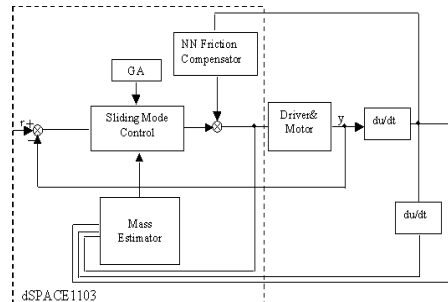 NN Friction
Compensator
GA
r+
Sliding Mode
Control
Driver&
Motor
y
du/dt
du/dt
Mass
Estimator
dSPACE1103